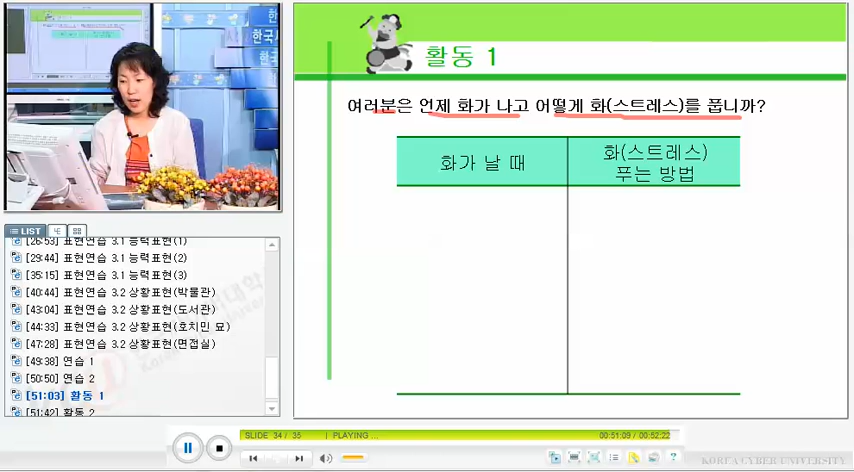 활동 1
여러분은 언제 화가 나고 어떻게 화(스트레스)를 풉니까?
화가 날 때
화(스트레스)
푸는 방법
LIST
[26:53] 표현연습 3.1 능력표현(1)
[29:44] 표현연습 3.1 능력표현(2)
[35:15] 표현연습 3.1 능력표현(3)
[40:44] 표현연습 3.2 상황표현(박물관)
[43:04] 표현연습 3.2 상황표현(도서관)
[44:33] 표현연습 3.2 상황표현(호치민 묘)
[47:28] 표현연습 3.2 상황표현(면접실)
[49:38] 연습 1
[50:50] 연습 2
[51:03] 활동 1
[51:42] 활동 2
SLIDE 34 / 35 | PLAYING ... 00:51:09 / 00:52:22
KOREA CYBER UNIVERSITY